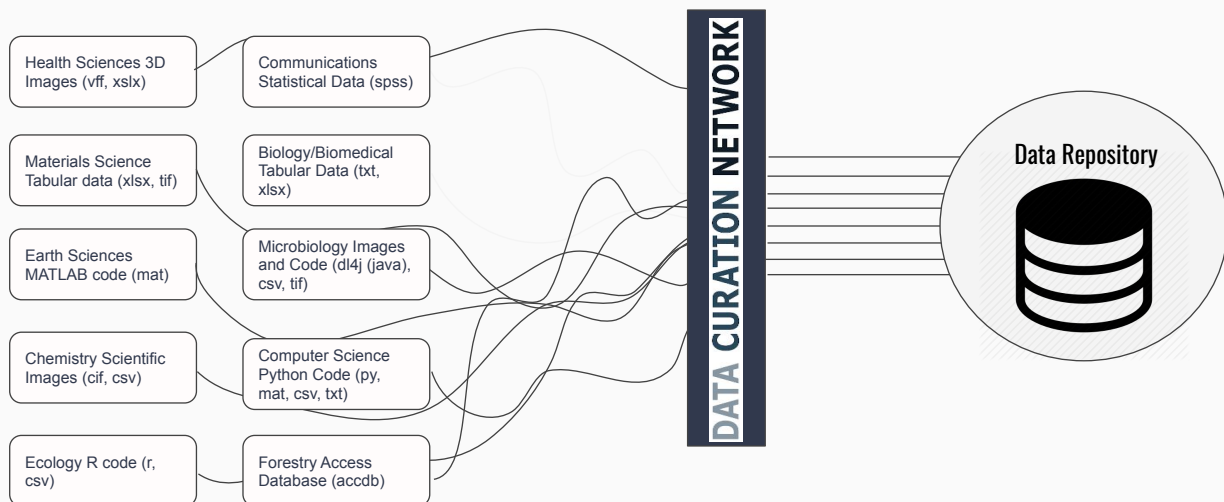 Health Sciences 3D
Images (vff, xslx)
Communications
Statistical Data (spss)
Materials Science
Tabular data (xlsx, tif)
Biology/Biomedical
Tabular Data (txt,
xlsx)
Earth Sciences
MATLAB code (mat)
Microbiology Images
and Code (dl4j (java),
csv, tif)
Chemistry Scientific
Images (cif, csv)
Computer Science
Python Code (py,
mat, csv, txt)
Ecology R code (r,
csv)
Forestry Access
Database (accdb)
DATA CURATION NETWORK
Data Repository